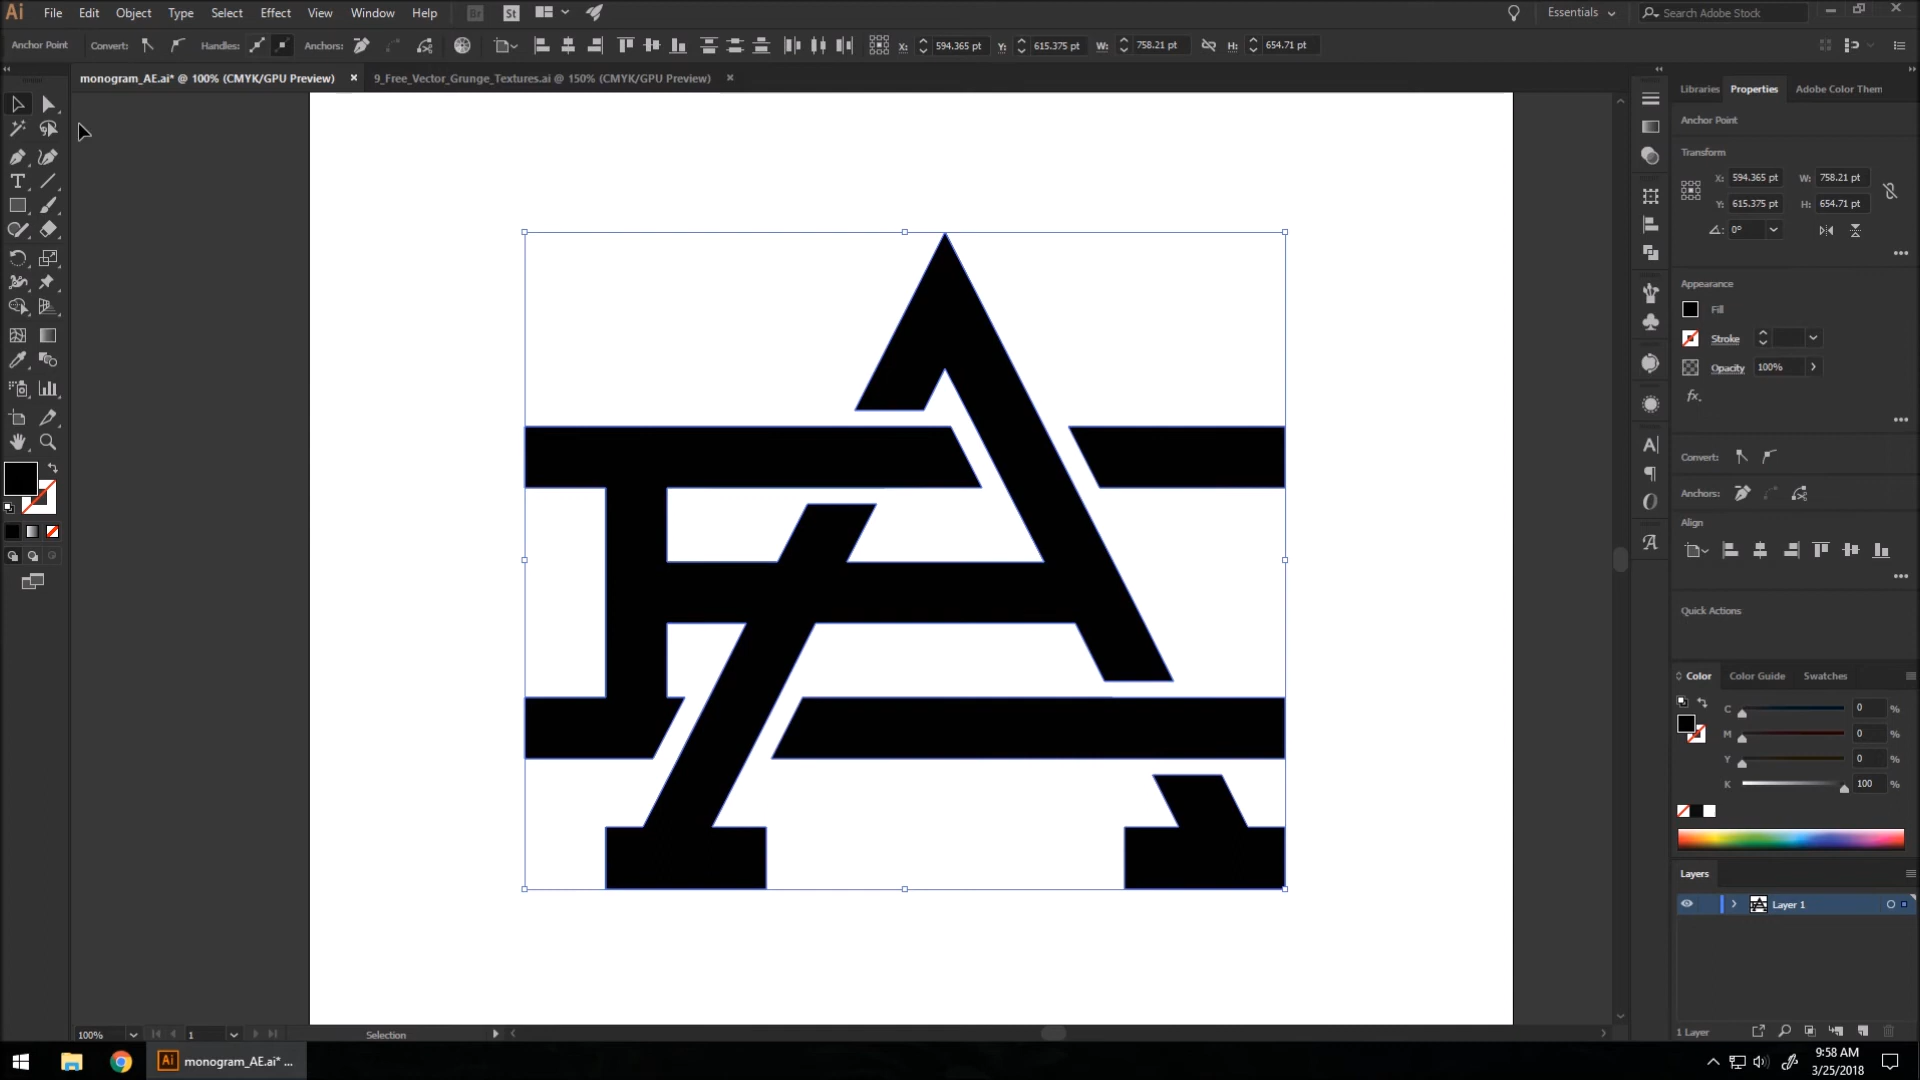 Ai File Edit Object Type Select Effect View Window Help Br St Essentials Search Adobe Stock
Anchor Point Convert: Handles: Anchors: X: 594.365 pt Y: 615.375 pt W: 758.21 pt H: 654.71 pt
monogram_AE.ai* @ 100% (CMYK/GPU Preview) × 9_Free_Vector_Grunge_Textures.ai @ 150% (CMYK/GPU Preview) ×
Libraries Properties Adobe Color Them
Anchor Point
Transform
X: 594.365 pt W: 758.21 pt
Y: 615.375 pt H: 654.71 pt
0°
Appearance
Fill
Stroke
Opacity 100%
fx.
Convert:
Anchors:
Align
Quick Actions
Color Color Guide Swatches
C 0 %
M 0 %
Y 0 %
K 100 %
Layers
Layer 1
1 Layer
100% 1 Selection
Ai monogram_AE.ai* ...
9:58 AM
3/25/2018